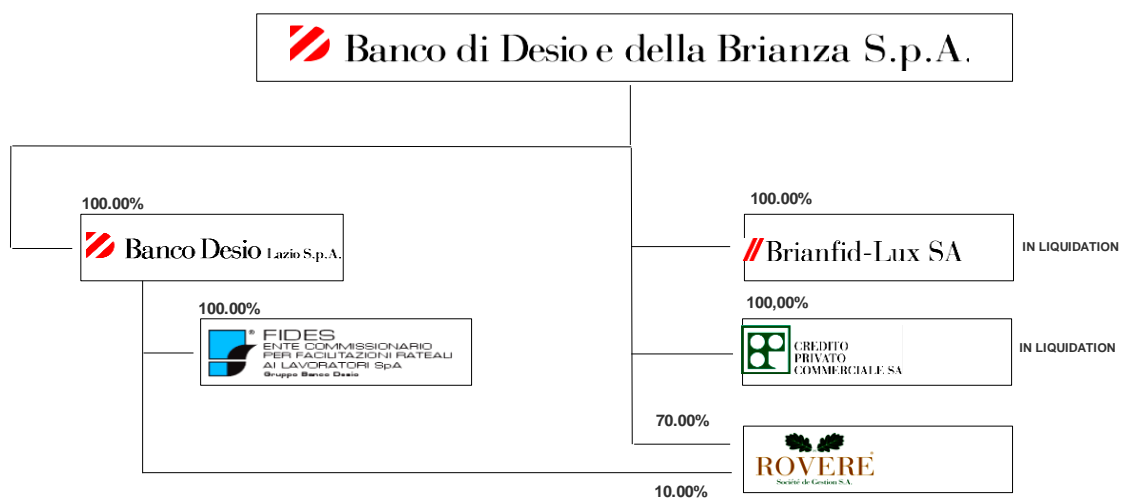 Banco di Desio e della Brianza S.p.A.
100.00%
Banco Desio Lazio S.p.A.
100.00%
Brianfid-Lux SA
IN LIQUIDATION
100.00%
® FIDES
ENTE COMMISSIONARIO
PER FACILITAZIONI RATEALI
AI LAVORATORI SpA
Gruppo Banco Desio
100,00%
CREDITO
PRIVATO
COMMERCIALE SA
IN LIQUIDATION
70.00%
ROVERE
Société de Gestion S.A.
10.00%